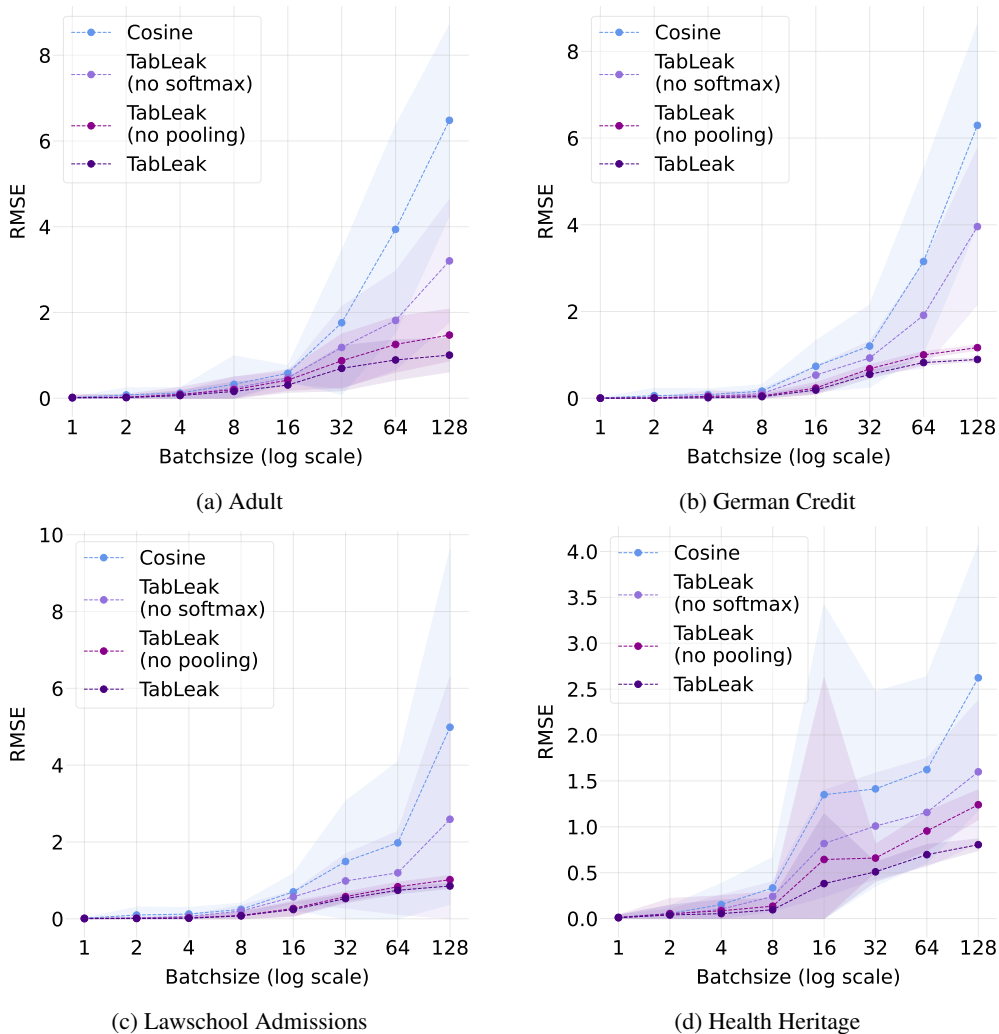 Cosine
TabLeak
(no softmax)
TabLeak
(no pooling)
TabLeak
8
6
4
2
0
RMSE
1 2 4 8 16 32 64 128
Batchsize (log scale)
(a) Adult
Cosine
TabLeak
(no softmax)
TabLeak
(no pooling)
TabLeak
8
6
4
2
0
RMSE
1 2 4 8 16 32 64 128
Batchsize (log scale)
(b) German Credit
Cosine
TabLeak
(no softmax)
TabLeak
(no pooling)
TabLeak
10
8
6
4
2
0
RMSE
1 2 4 8 16 32 64 128
Batchsize (log scale)
(c) Lawschool Admissions
Cosine
TabLeak
(no softmax)
TabLeak
(no pooling)
TabLeak
4.0
3.5
3.0
2.5
2.0
1.5
1.0
0.5
0.0
RMSE
1 2 4 8 16 32 64 128
Batchsize (log scale)
(d) Health Heritage